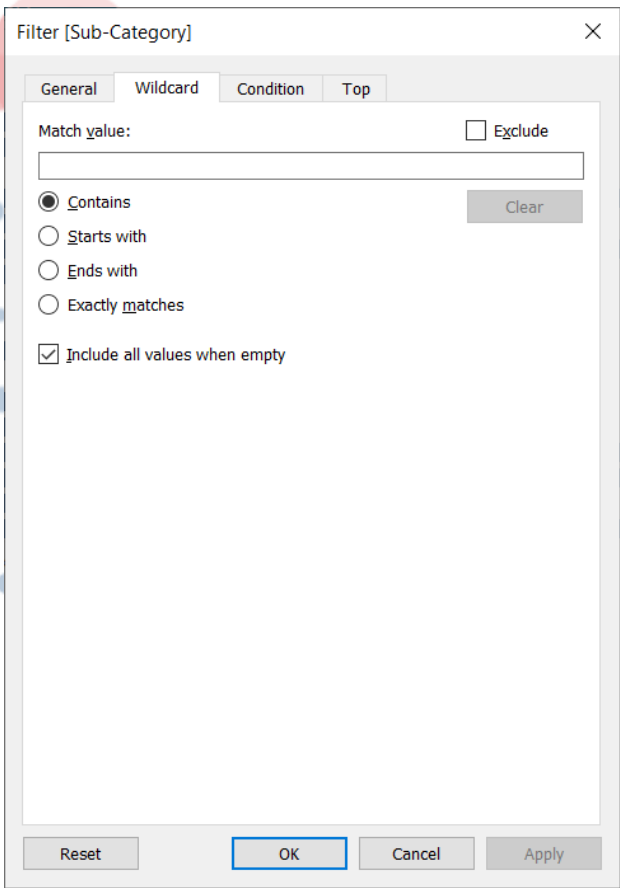 Filter [Sub-Category]
General Wildcard Condition Top
Match value: Exclude
Contains Clear
Starts with
Ends with
Exactly matches
Include all values when empty
Reset OK Cancel Apply